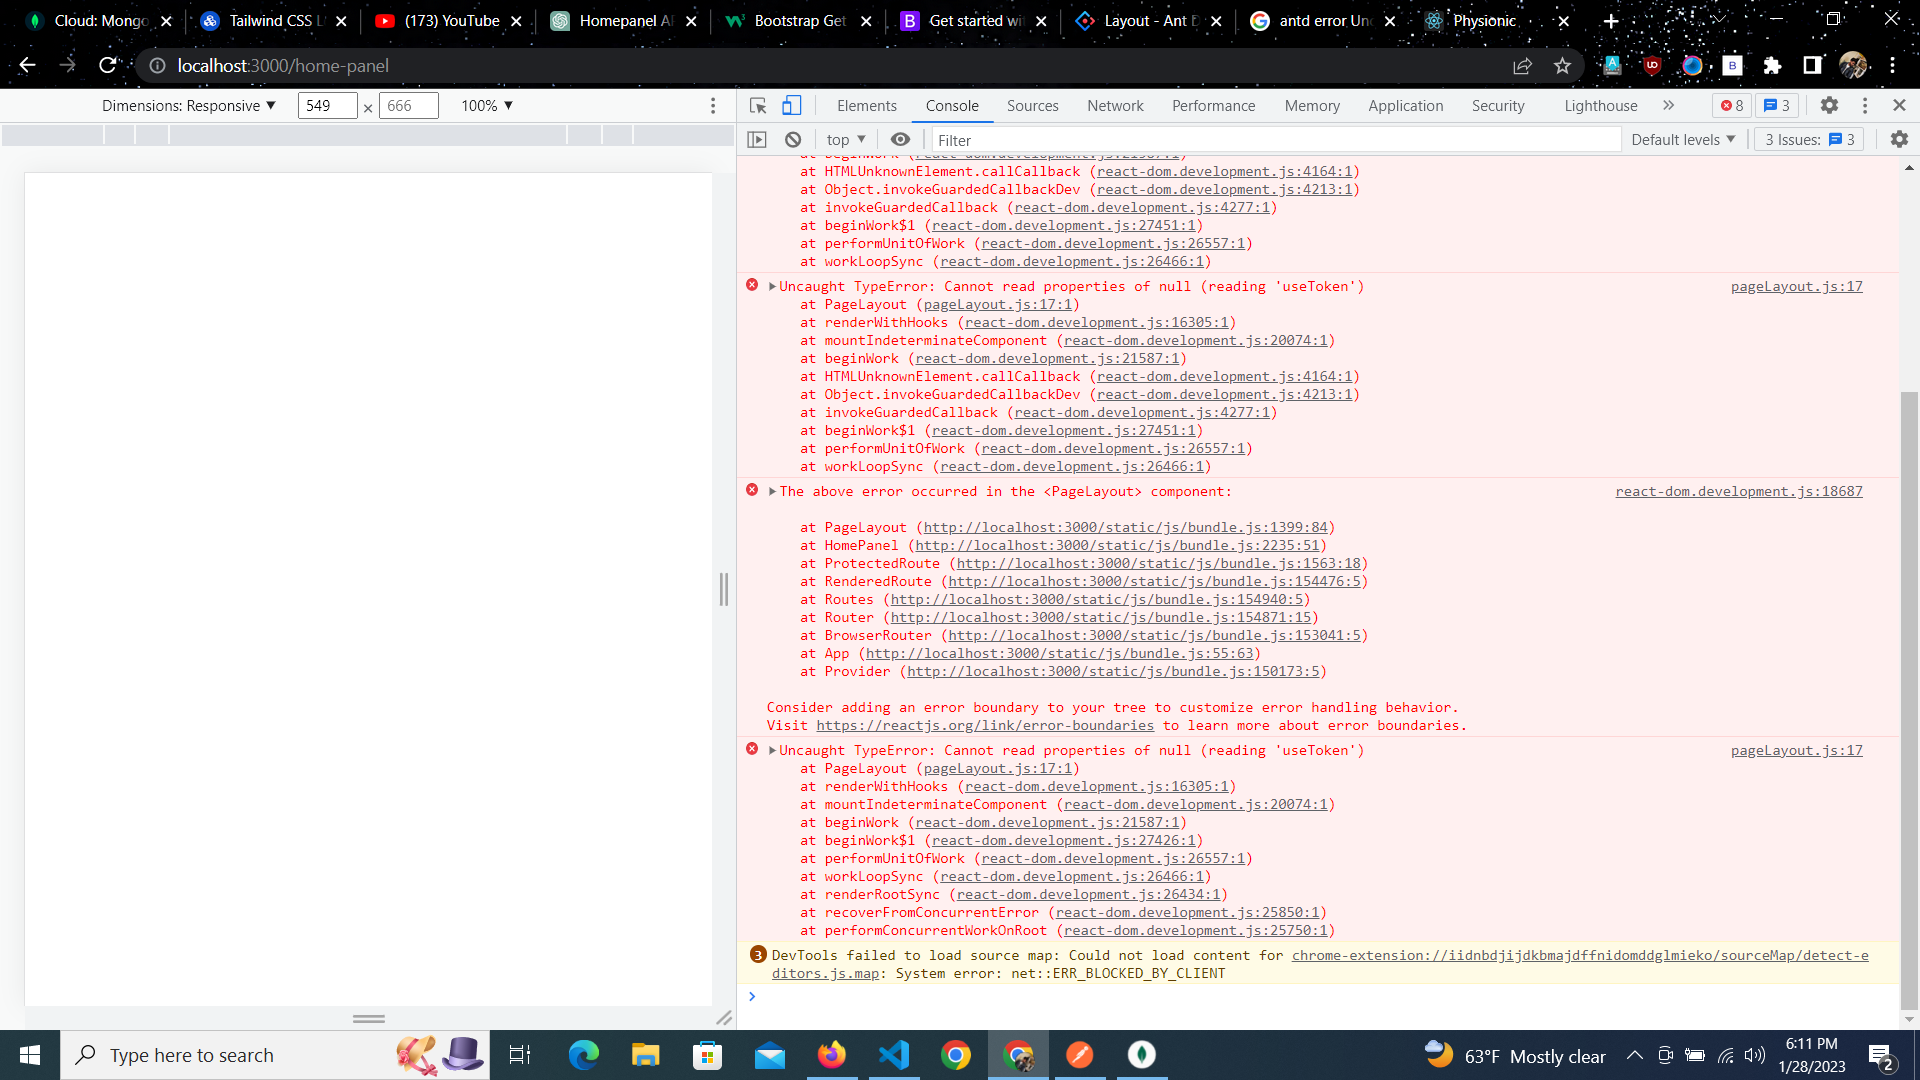 Cloud: Mongo
Tailwind CSS L
(173) YouTube
Homepanel AP
Bootstrap Get
Get started wi
Layout - Ant D
antd error Unc
Physionic
localhost:3000/home-panel
Dimensions: Responsive ▼ 549 × 666 100% ▼
Elements Console Sources Network Performance Memory Application Security Lighthouse » 8 3
top ▼ Filter Default levels ▼ 3 Issues: 3
at beginWork (react-dom.development.js:21587:1)
at HTMLUnknownElement.callCallback (react-dom.development.js:4164:1)
at Object.invokeGuardedCallbackDev (react-dom.development.js:4213:1)
at invokeGuardedCallback (react-dom.development.js:4277:1)
at beginWork$1 (react-dom.development.js:27451:1)
at performUnitOfWork (react-dom.development.js:26557:1)
at workLoopSync (react-dom.development.js:26466:1)
Uncaught TypeError: Cannot read properties of null (reading 'useToken') pageLayout.js:17
at PageLayout (pageLayout.js:17:1)
at renderWithHooks (react-dom.development.js:16305:1)
at mountIndeterminateComponent (react-dom.development.js:20074:1)
at beginWork (react-dom.development.js:21587:1)
at HTMLUnknownElement.callCallback (react-dom.development.js:4164:1)
at Object.invokeGuardedCallbackDev (react-dom.development.js:4213:1)
at invokeGuardedCallback (react-dom.development.js:4277:1)
at beginWork$1 (react-dom.development.js:27451:1)
at performUnitOfWork (react-dom.development.js:26557:1)
at workLoopSync (react-dom.development.js:26466:1)
The above error occurred in the <PageLayout> component: react-dom.development.js:18687
at PageLayout (http://localhost:3000/static/js/bundle.js:1399:84)
at HomePanel (http://localhost:3000/static/js/bundle.js:2235:51)
at ProtectedRoute (http://localhost:3000/static/js/bundle.js:1563:18)
at RenderedRoute (http://localhost:3000/static/js/bundle.js:154476:5)
at Routes (http://localhost:3000/static/js/bundle.js:154940:5)
at Router (http://localhost:3000/static/js/bundle.js:154871:15)
at BrowserRouter (http://localhost:3000/static/js/bundle.js:153041:5)
at App (http://localhost:3000/static/js/bundle.js:55:63)
at Provider (http://localhost:3000/static/js/bundle.js:150173:5)
Consider adding an error boundary to your tree to customize error handling behavior.
Visit https://reactjs.org/link/error-boundaries to learn more about error boundaries.
Uncaught TypeError: Cannot read properties of null (reading 'useToken') pageLayout.js:17
at PageLayout (pageLayout.js:17:1)
at renderWithHooks (react-dom.development.js:16305:1)
at mountIndeterminateComponent (react-dom.development.js:20074:1)
at beginWork (react-dom.development.js:21587:1)
at beginWork$1 (react-dom.development.js:27426:1)
at performUnitOfWork (react-dom.development.js:26557:1)
at workLoopSync (react-dom.development.js:26466:1)
at renderRootSync (react-dom.development.js:26434:1)
at recoverFromConcurrentError (react-dom.development.js:25850:1)
at performConcurrentWorkOnRoot (react-dom.development.js:25750:1)
3 DevTools failed to load source map: Could not load content for chrome-extension://iidnbdjijdkbmajdffnidomddglmieko/sourceMap/detect-e
ditors.js.map: System error: net::ERR_BLOCKED_BY_CLIENT
Type here to search
63°F Mostly clear
6:11 PM
1/28/2023
2